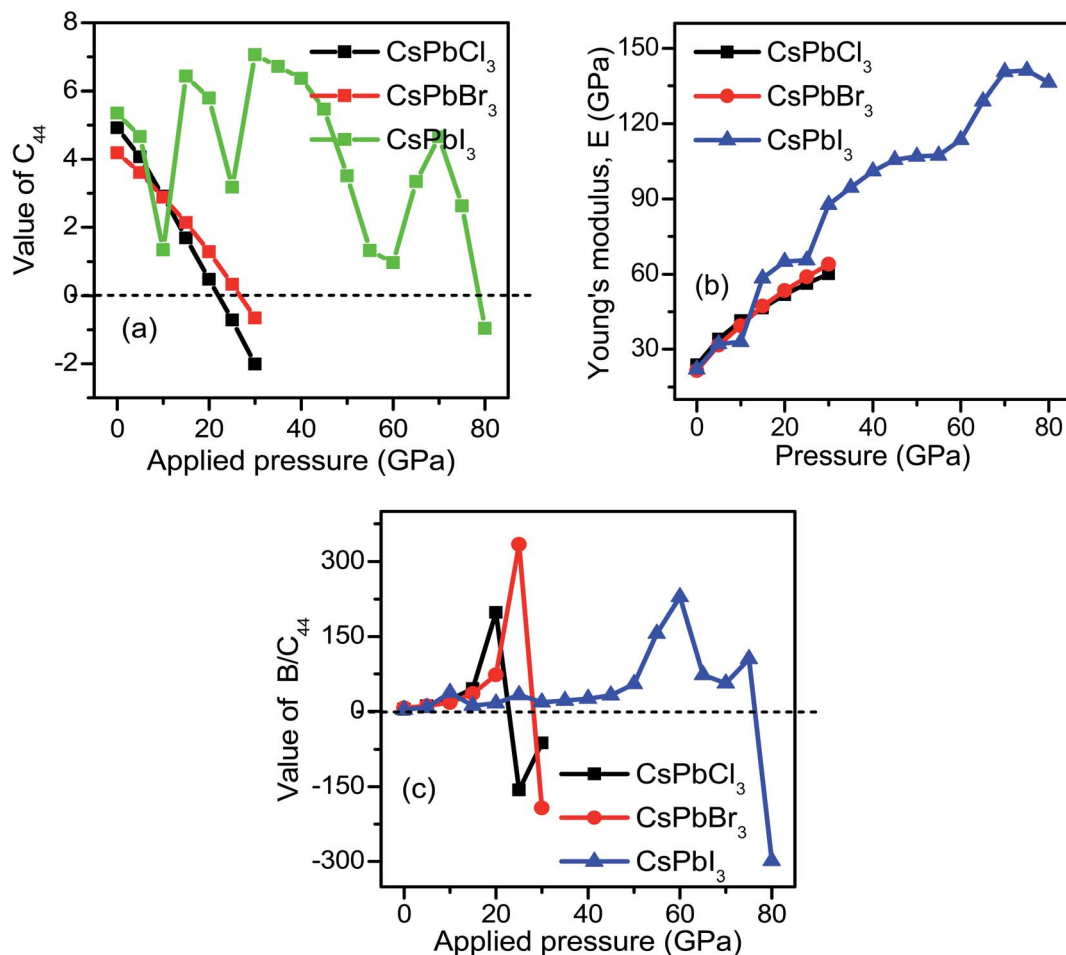 8
6
4
2
0
-2
Value of C₄₄
CsPbCl₃
CsPbBr₃
CsPbI₃
(a)
0 20 40 60 80
Applied pressure (GPa)
150
120
90
60
30
Young's modulus, E (GPa)
CsPbCl₃
CsPbBr₃
CsPbI₃
(b)
0 20 40 60 80
Pressure (GPa)
300
150
0
-150
-300
Value of B/C₄₄
(c)
CsPbCl₃
CsPbBr₃
CsPbI₃
0 20 40 60 80
Applied pressure (GPa)